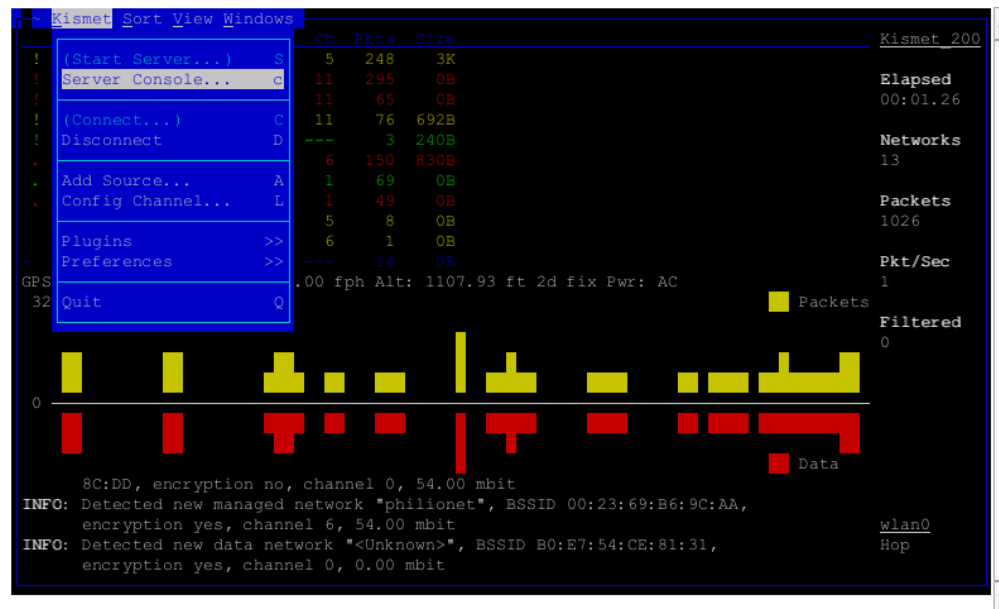 ~ Kismet Sort View Windows
Ch Pkts Size Kismet_200
! (Start Server...) S 5 248 3K
! Server Console... c 11 295 0B Elapsed
! 11 65 0B 00:01.26
! (Connect...) C 11 76 692B
! Disconnect D --- 3 240B Networks
. 6 150 830B 13
. Add Source... A 1 69 0B
. Config Channel... L 1 49 0B Packets
5 8 0B 1026
Plugins >> 6 1 0B
Preferences >> --- 14 0B Pkt/Sec
GPS .00 fph Alt: 1107.93 ft 2d fix Pwr: AC 1
32 Quit Q Packets
Filtered
0
0
Data
8C:DD, encryption no, channel 0, 54.00 mbit
INFO: Detected new managed network "philionet", BSSID 00:23:69:B6:9C:AA,
encryption yes, channel 6, 54.00 mbit wlan0
INFO: Detected new data network "<Unknown>", BSSID B0:E7:54:CE:81:31, Hop
encryption yes, channel 0, 0.00 mbit